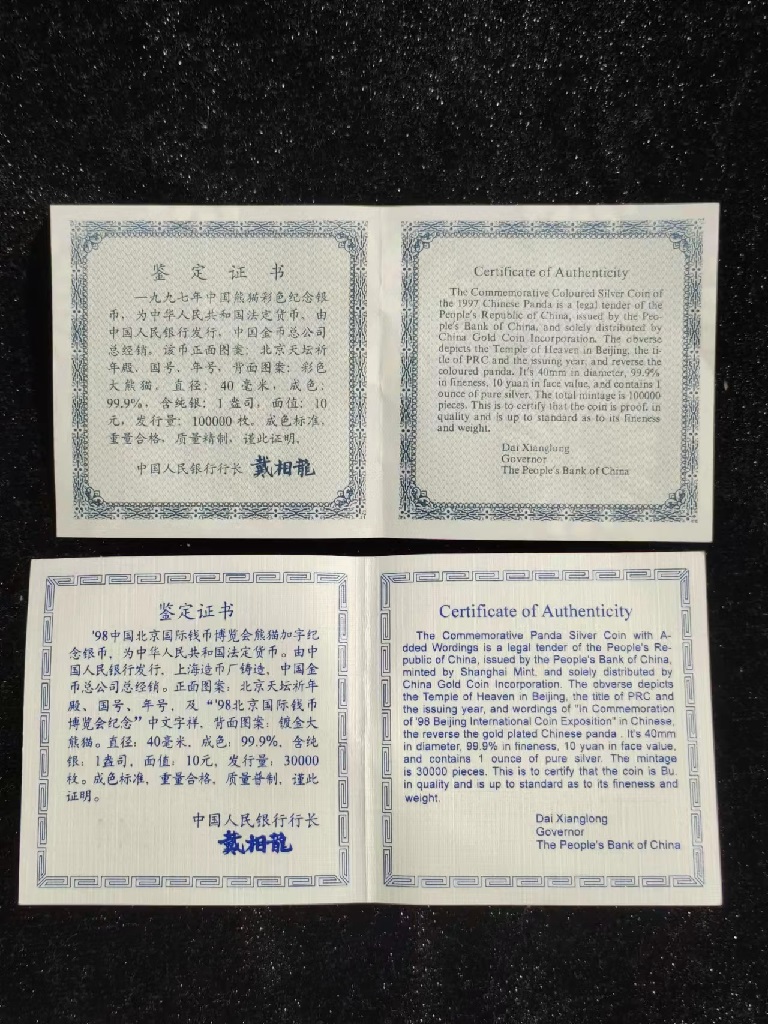 鉴定证书
一九九七年中国熊猫彩色纪念银
币，为中华人民共和国法定货币。由
中国人民银行发行，中国金币总公司
总经销。该币正面图案：北京天坛祈
年殿、国号、年号，背面图案：彩色
大熊猫。直径：40毫米，成色：
99.9%，含纯银：1盎司，面值：10
元，发行量：100000枚。成色标准，
重量合格，质量精制，谨此证明。
中国人民银行行长 戴相龍
Certificate of Authenticity
The Commemorative Coloured Silver Coin of
the 1997 Chinese Panda is a legal tender of the
People's Republic of China, issued by the Peo-
ple's Bank of China, and solely distributed by
China Gold Coin Incorporation. The obverse
depicts the Temple of Heaven in Beijing, the ti-
tle of PRC and the issuing year, and reverse the
coloured panda. It's 40mm in diameter, 99.9%
in fineness, 10 yuan in face value, and contains 1
ounce of pure silver. The total mintage is 100000
pieces. This is to certify that the coin is proof, in
quality and is up to standard as to its fineness
and weight.
Dai Xianglong
Governor
The People's Bank of China
鉴定证书
'98中国北京国际钱币博览会熊猫加字纪
念银币，为中华人民共和国法定货币。由中
国人民银行发行，上海造币厂铸造，中国金
币总公司总经销。正面图案：北京天坛祈年
殿、国号、年号，及“'98北京国际钱币
博览会纪念”中文字样，背面图案：镀金大
熊猫。直径：40毫米，成色：99.9%，含纯
银：1盎司，面值：10元，发行量：30000
枚。成色标准，重量合格，质量普制，谨此
证明。
中国人民银行行长
戴相龍
Certificate of Authenticity
The Commemorative Panda Silver Coin with A-
dded Wordings is a legal tender of the People's Re-
public of China, issued by the People's Bank of China,
minted by Shanghai Mint, and solely distributed by
China Gold Coin Incorporation. The obverse depicts
the Temple of Heaven in Beijing, the title of PRC and
the issuing year, and wordings of "in Commemoration
of '98 Beijing International Coin Exposition" in Chinese,
the reverse the gold plated Chinese panda . It's 40mm
in diameter, 99.9% in fineness, 10 yuan in face value,
and contains 1 ounce of pure silver. The mintage
is 30000 pieces. This is to certify that the coin is Bu.
in quality and is up to standard as to its fineness and
weight.
Dai Xianglong
Governor
The People's Bank of China